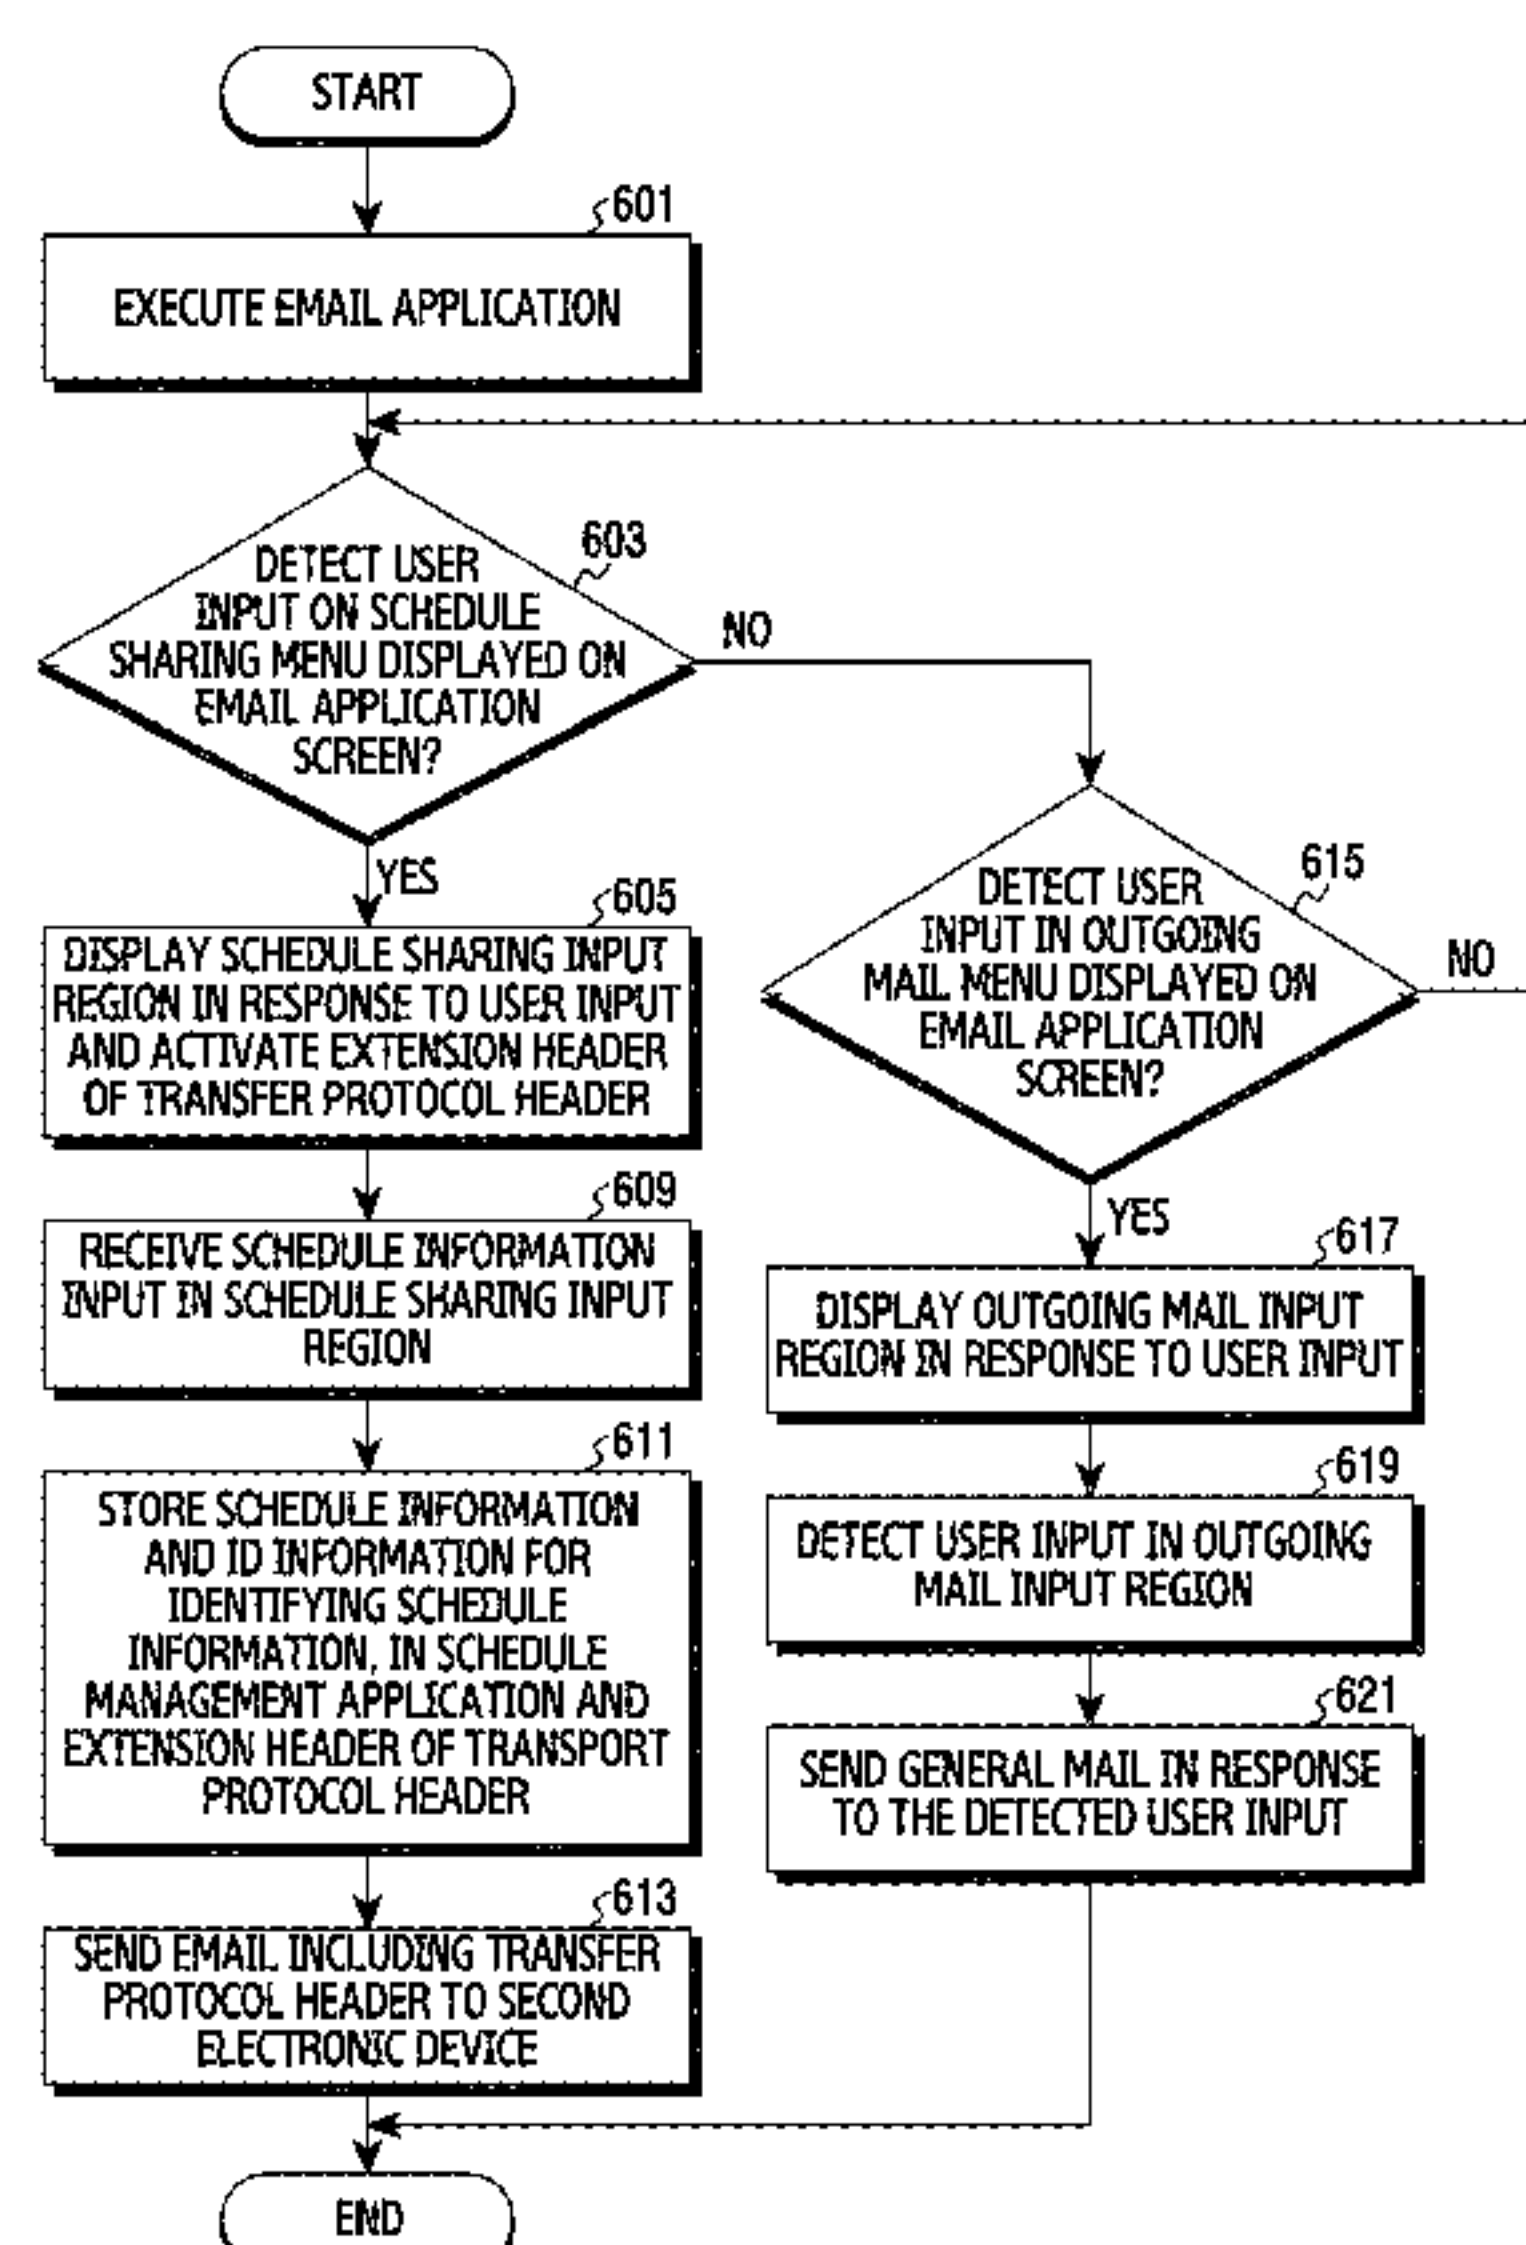 START
601
EXECUTE EMAIL APPLICATION
603
DETECT USER
INPUT ON SCHEDULE
SHARING MENU DISPLAYED ON
EMAIL APPLICATION
SCREEN?
NO
YES
605
DISPLAY SCHEDULE SHARING INPUT
REGION IN RESPONSE TO USER INPUT
AND ACTIVATE EXTENSION HEADER
OF TRANSFER PROTOCOL HEADER
609
RECEIVE SCHEDULE INFORMATION
INPUT IN SCHEDULE SHARING INPUT
REGION
611
STORE SCHEDULE INFORMATION
AND ID INFORMATION FOR
IDENTIFYING SCHEDULE
INFORMATION, IN SCHEDULE
MANAGEMENT APPLICATION AND
EXTENSION HEADER OF TRANSPORT
PROTOCOL HEADER
613
SEND EMAIL INCLUDING TRANSFER
PROTOCOL HEADER TO SECOND
ELECTRONIC DEVICE
615
DETECT USER
INPUT IN OUTGOING
MAIL MENU DISPLAYED ON
EMAIL APPLICATION
SCREEN?
NO
YES
617
DISPLAY OUTGOING MAIL INPUT
REGION IN RESPONSE TO USER INPUT
619
DETECT USER INPUT IN OUTGOING
MAIL INPUT REGION
621
SEND GENERAL MAIL IN RESPONSE
TO THE DETECTED USER INPUT
END